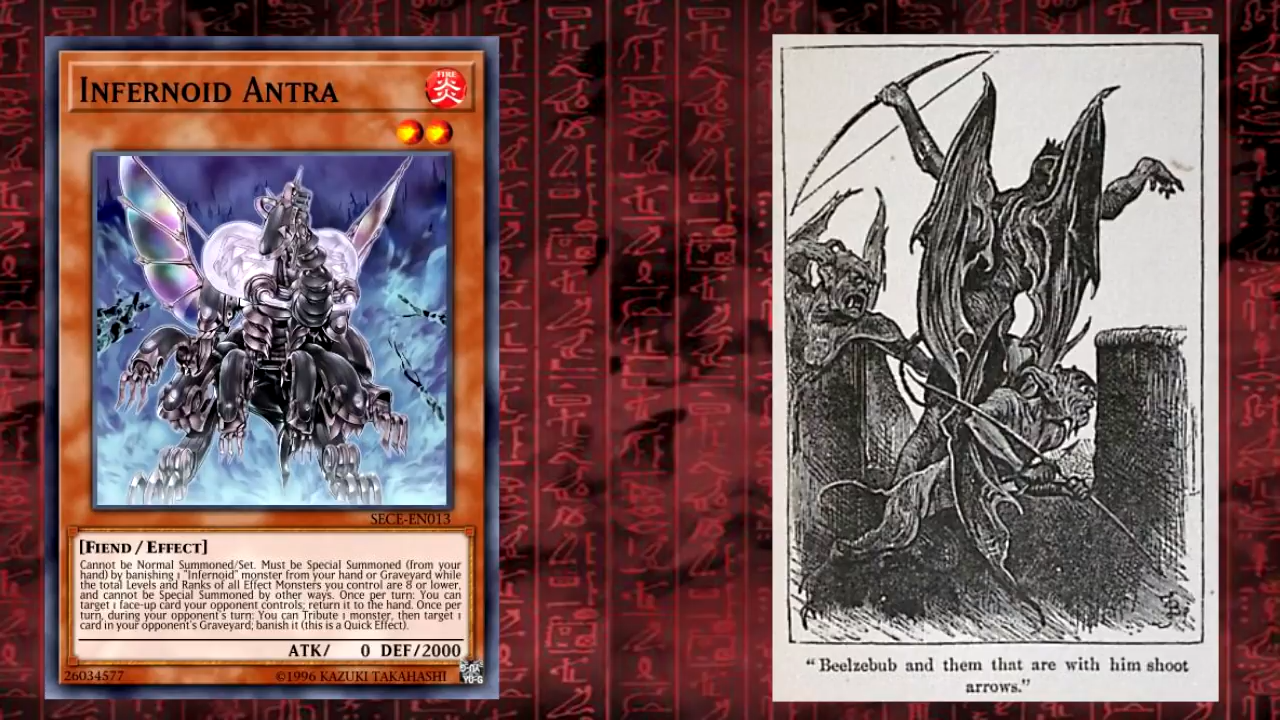 INFERNOID ANTRA
FIRE
炎
SECE-EN013
[FIEND / EFFECT]
Cannot be Normal Summoned/Set. Must be Special Summoned (from your
hand) by banishing 1 "Infernoid" monster from your hand or Graveyard while
the total Levels and Ranks of all Effect Monsters you control are 8 or lower,
and cannot be Special Summoned by other ways. Once per turn: You can
target 1 face-up card your opponent controls; return it to the hand. Once per
turn, during your opponent's turn: You can Tribute 1 monster, then target 1
card in your opponent's Graveyard; banish it (this is a Quick Effect).
ATK/ 0 DEF/2000
26034577
©1996 KAZUKI TAKAHASHI
"Beelzebub and them that are with him shoot
arrows."